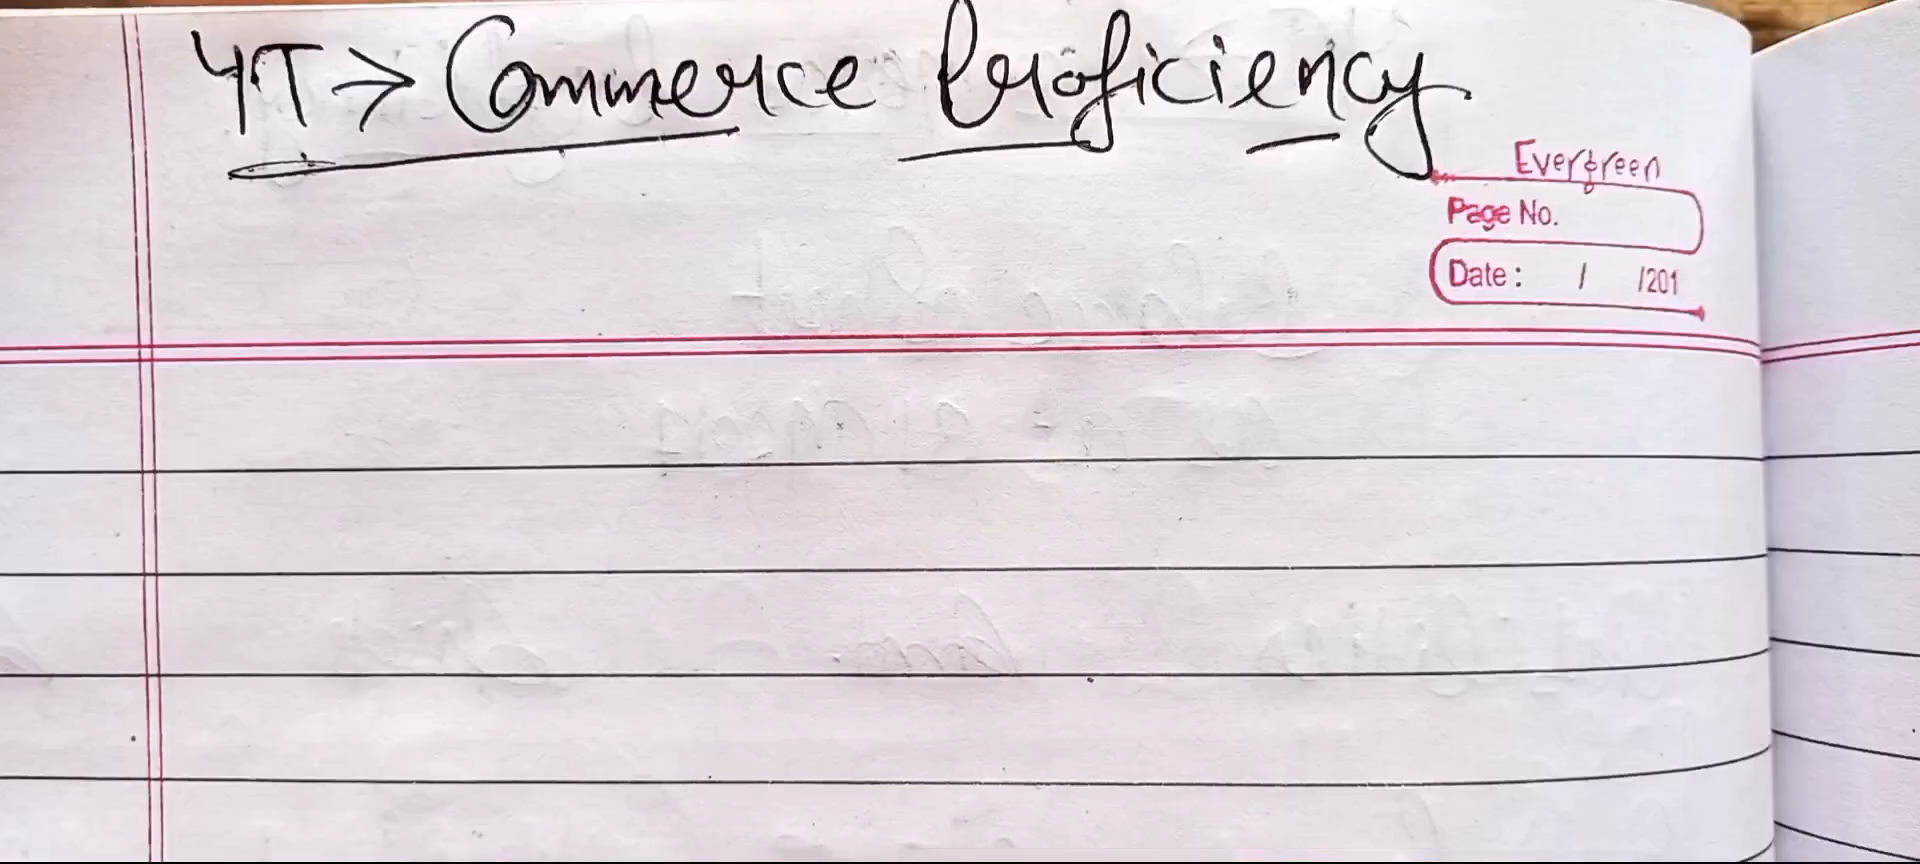 YT > Commerce Proficiency
Evergreen
Page No.
Date : / /201